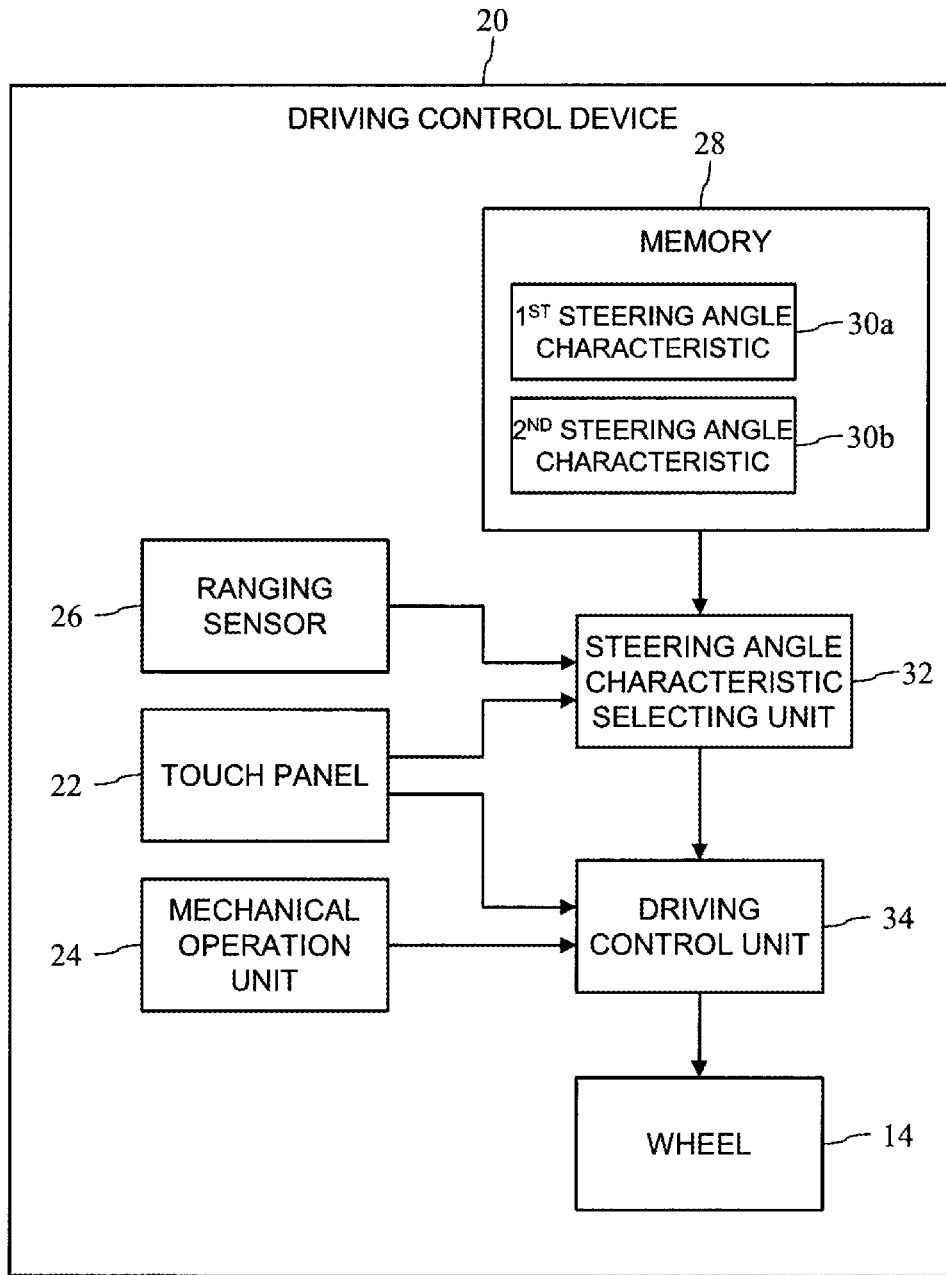 20
DRIVING CONTROL DEVICE
28
MEMORY
1ST STEERING ANGLE
CHARACTERISTIC
30a
2ND STEERING ANGLE
CHARACTERISTIC
30b
RANGING
SENSOR
26
STEERING ANGLE
CHARACTERISTIC
SELECTING UNIT
32
TOUCH PANEL
22
MECHANICAL
OPERATION
UNIT
24
DRIVING
CONTROL UNIT
34
WHEEL
14